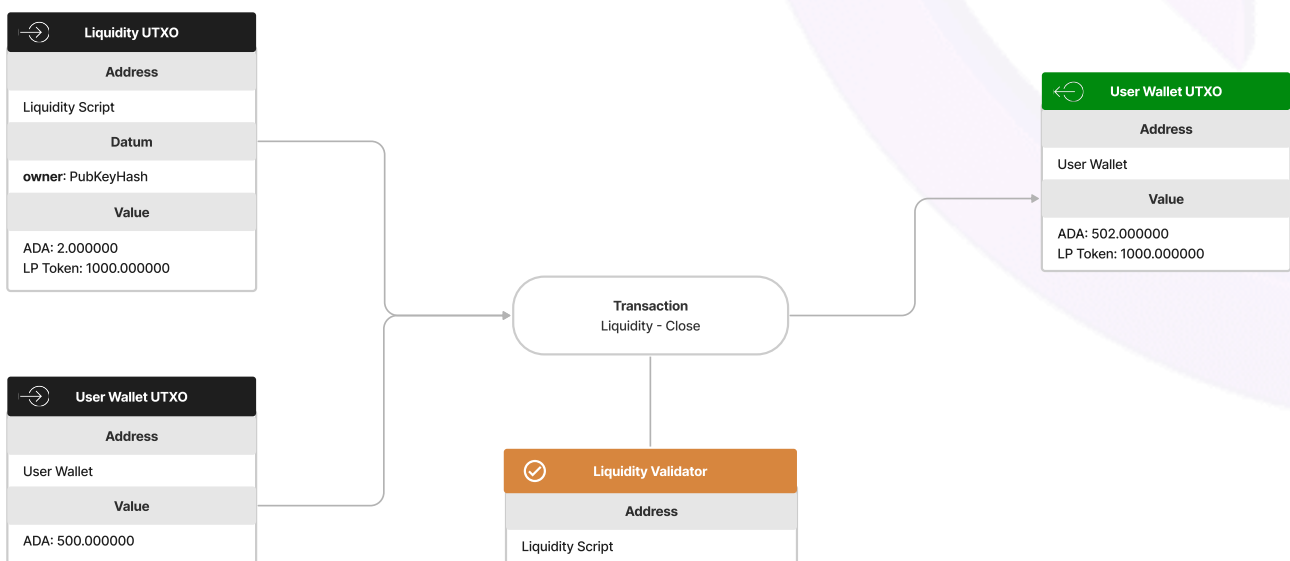 Liquidity UTXO
Address
Liquidity Script
Datum
owner: PubKeyHash
Value
ADA: 2.000000
LP Token: 1000.000000
User Wallet UTXO
Address
User Wallet
Value
ADA: 500.000000
Transaction
Liquidity - Close
Liquidity Validator
Address
Liquidity Script
User Wallet UTXO
Address
User Wallet
Value
ADA: 502.000000
LP Token: 1000.000000